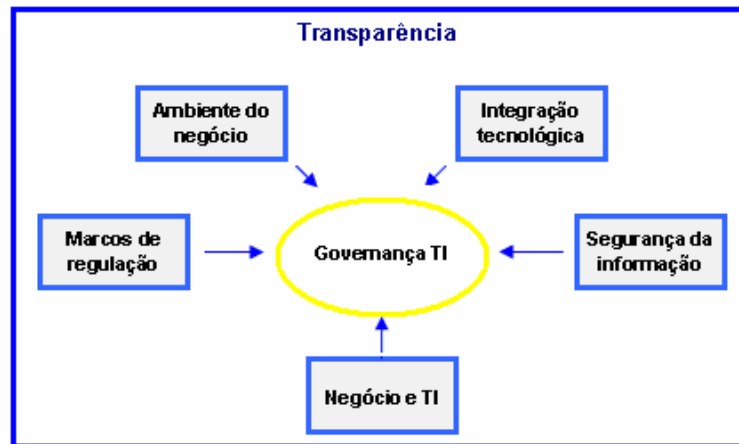 Transparência
Ambiente do
negócio
Integração
tecnológica
Marcos de
regulação
Governança TI
Segurança da
informação
Negócio e TI